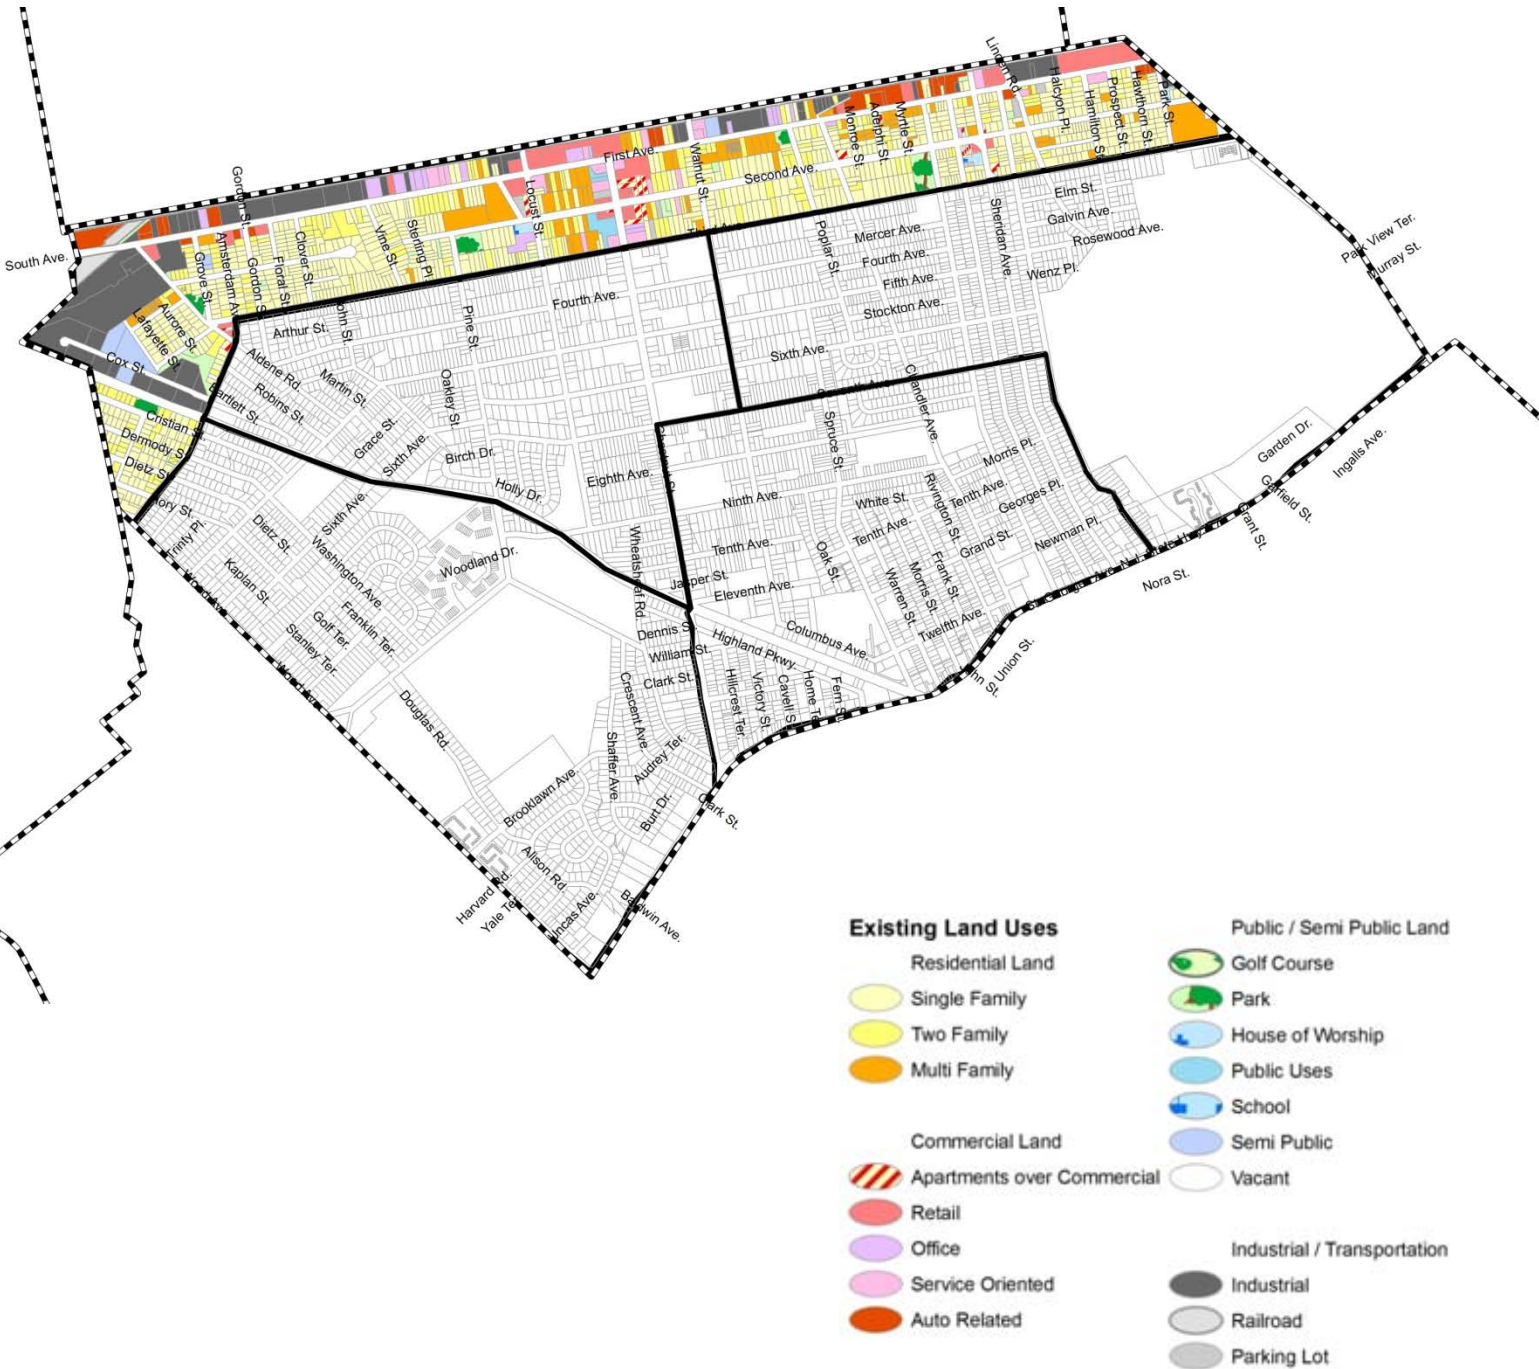 Linden Rd.
Halcyon Pl.
Hamilton St.
Prospect St.
Hawthorn St.
Park St.
Monroe St.
Adelphi St.
Myrtle St.
First Ave.
Walnut St.
Second Ave.
Gordon St.
Locust St.
Elm St.
Galvin Ave.
Rosewood Ave.
Sheridan Ave.
Poplar St.
Mercer Ave.
Fourth Ave.
Fifth Ave.
Wenz Pl.
Stockton Ave.
Park View Ter.
Murray St.
South Ave.
Amsterdam Av
Grove St.
Gordon S
Floral St.
Clover St.
Vine St.
Sterling Pl.
Aurore St.
Lafayette St.
Cox St.
Arthur St.
John St.
Pine St.
Fourth Ave.
Sixth Ave.
Aldene Rd.
Robins St.
Bartlett St.
Martin St.
Oakley St.
Grace St.
Sixth Ave.
Birch Dr.
Holly Dr.
Eighth Ave.
Cristian S
Dermody S
Dietz S
Trinty Pl.
Kaplan St.
Dietz St.
Sixth Ave.
Washington Ave.
Woodland Dr.
Golf Ter.
Franklin Ter.
Stanley Ter.
Wheatsheaf Rd.
Chandler Ave.
Spruce St.
Ninth Ave.
White St.
Tenth Ave.
Tenth Ave.
Rivington St.
Tenth Ave.
Morris Pl.
Georges Pl.
Newman Pl.
Grand St.
Frank St.
Morris St.
Warren St.
Oak St.
Jasper St.
Eleventh Ave.
Twelfth Ave.
Columbus Ave.
Highland Pkwy
Dennis S
William St.
Clark St.
Hillcrest Ter.
Victory St.
Cavell S
Home Te
Fern S
Union St.
Nora St.
Grant St.
Garfield St.
Garden Dr.
Ingalls Ave.
Crescent Ave.
Shaffer Ave.
Audrey Ter.
Burt Dr.
Clark St.
Douglas Rd.
Brooklawn Ave.
Alison Rd.
Harvard Rd.
Yale Te
Baldwin Ave.
Existing Land Uses
Residential Land
Single Family
Two Family
Multi Family
Commercial Land
Apartments over Commercial
Retail
Office
Service Oriented
Auto Related
Public / Semi Public Land
Golf Course
Park
House of Worship
Public Uses
School
Semi Public
Vacant
Industrial / Transportation
Industrial
Railroad
Parking Lot